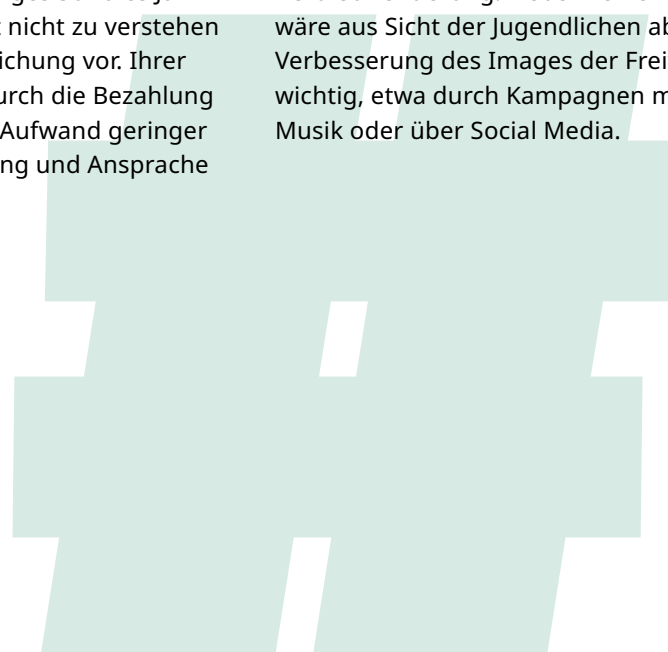 nicht zu verstehen
ichung vor. Ihrer
urch die Bezahlung
Aufwand geringer
ng und Ansprache
wäre aus Sicht der Jugendlichen ab
Verbesserung des Images der Frei
wichtig, etwa durch Kampagnen m
Musik oder über Social Media.